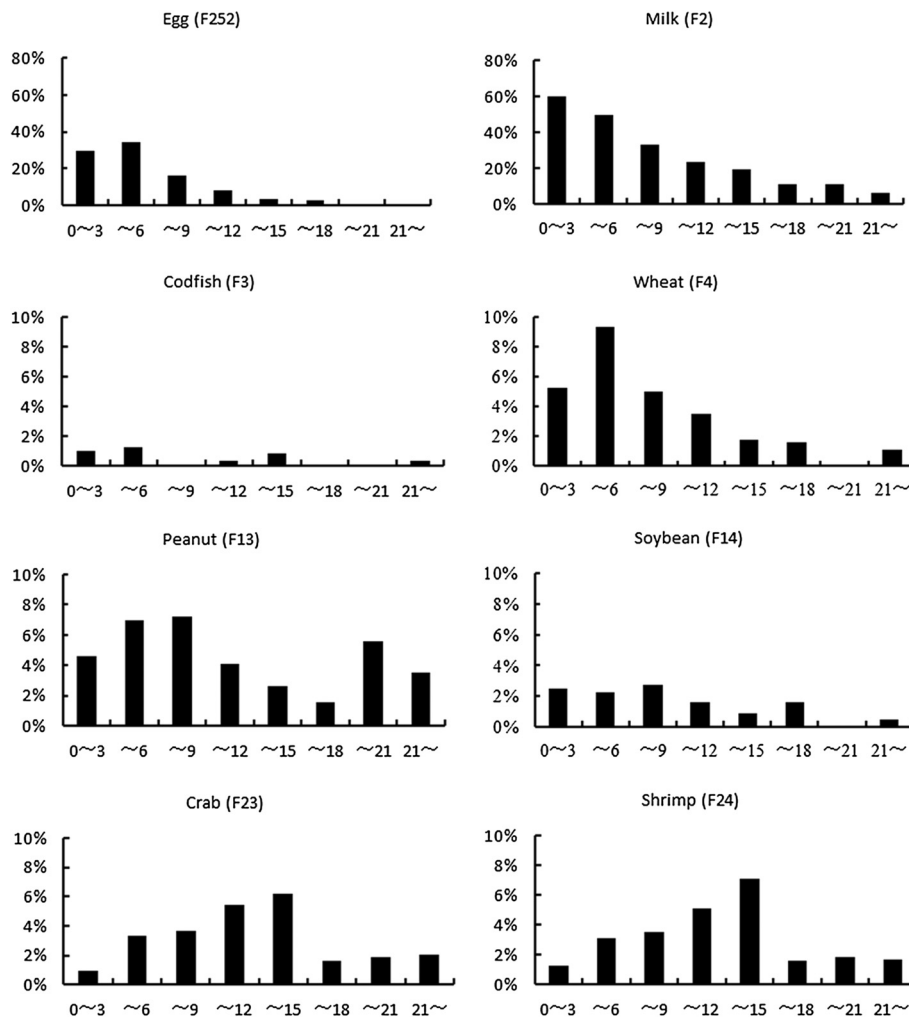 Egg (F252)
80%
60%
40%
20%
0%
0～3 ～6 ～9 ～12 ～15 ～18 ～21 21～
Milk (F2)
80%
60%
40%
20%
0%
0～3 ～6 ～9 ～12 ～15 ～18 ～21 21～
Codfish (F3)
10%
8%
6%
4%
2%
0%
0～3 ～6 ～9 ～12 ～15 ～18 ～21 21～
Wheat (F4)
10%
8%
6%
4%
2%
0%
0～3 ～6 ～9 ～12 ～15 ～18 ～21 21～
Peanut (F13)
10%
8%
6%
4%
2%
0%
0～3 ～6 ～9 ～12 ～15 ～18 ～21 21～
Soybean (F14)
10%
8%
6%
4%
2%
0%
0～3 ～6 ～9 ～12 ～15 ～18 ～21 21～
Crab (F23)
10%
8%
6%
4%
2%
0%
0～3 ～6 ～9 ～12 ～15 ～18 ～21 21～
Shrimp (F24)
10%
8%
6%
4%
2%
0%
0～3 ～6 ～9 ～12 ～15 ～18 ～21 21～